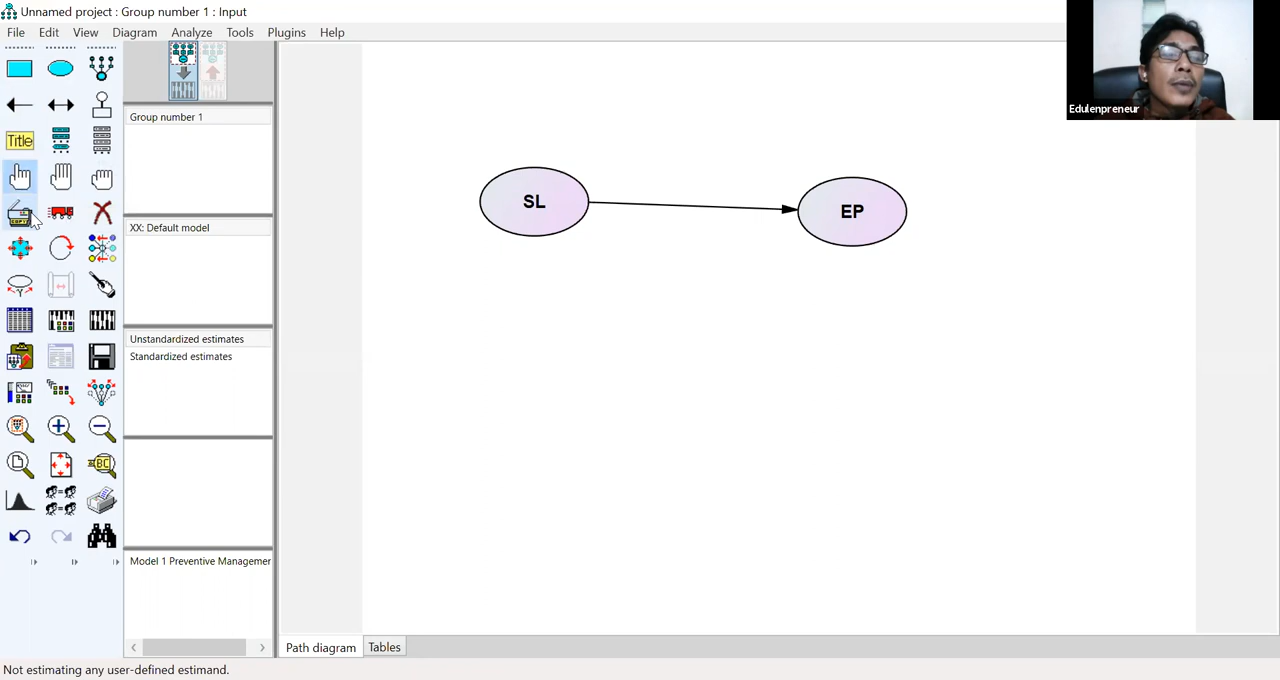 Unnamed project : Group number 1 : Input
File Edit View Diagram Analyze Tools Plugins Help
Edulenpreneur
Title
Group number 1
XX: Default model
Unstandardized estimates
Standardized estimates
Model 1 Preventive Managemer
SL
EP
COPY
BC
Path diagram Tables
Not estimating any user-defined estimand.